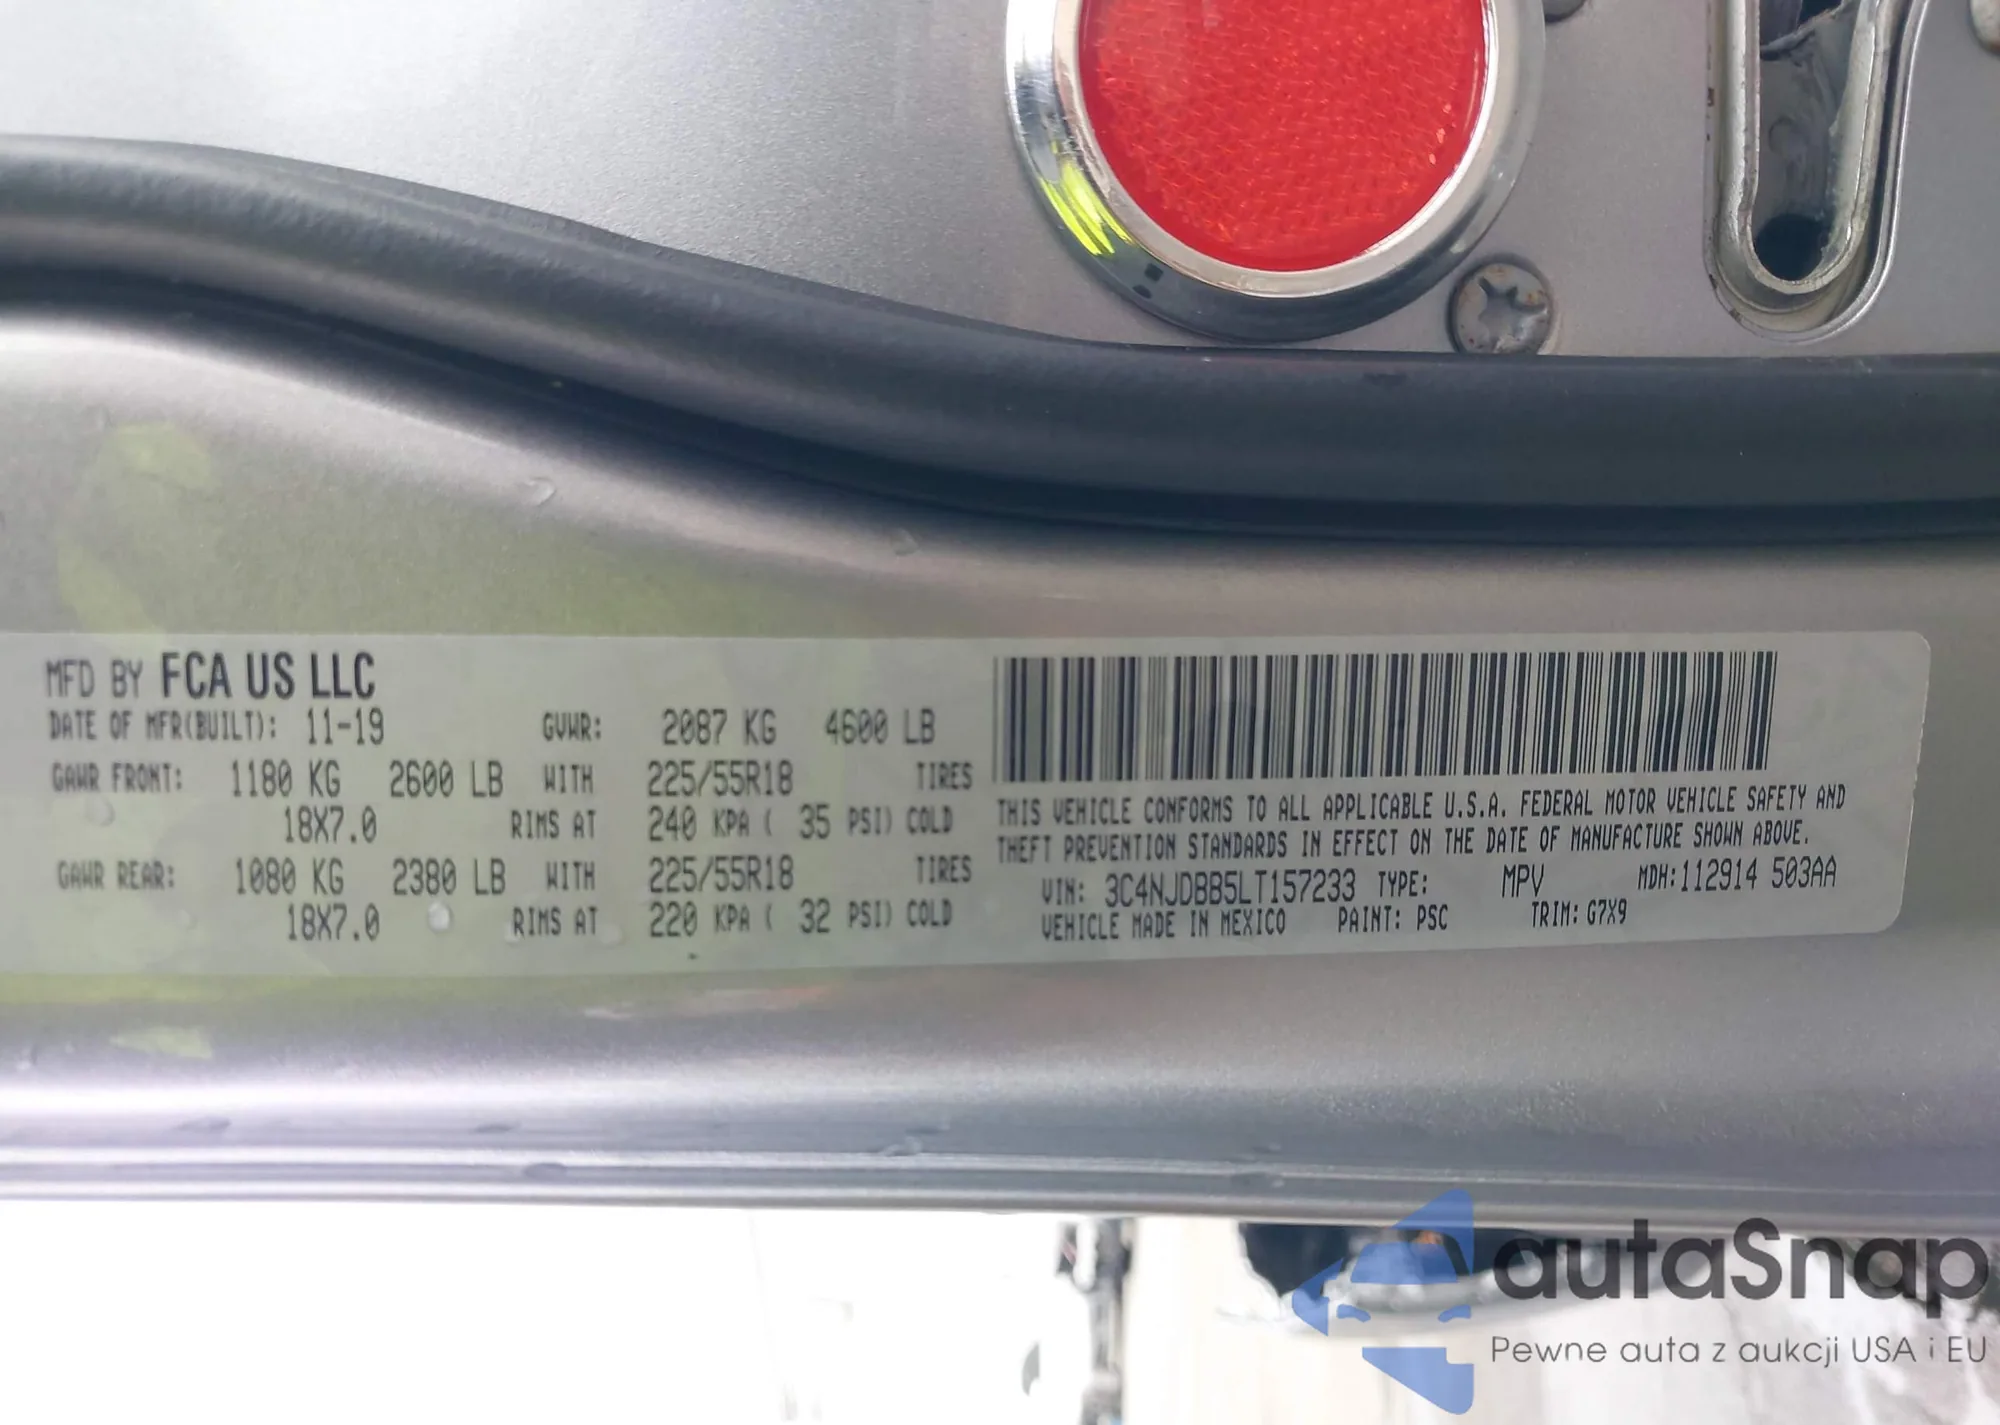 MFD BY FCA US LLC
DATE OF MFR(BUILT): 11-19 GVWR: 2087 KG 4600 LB
GAWR FRONT: 1180 KG 2600 LB WITH 225/55R18 TIRES
18X7.0 RIMS AT 240 KPA ( 35 PSI) COLD
GAWR REAR: 1080 KG 2380 LB WITH 225/55R18 TIRES
18X7.0 RIMS AT 220 KPA ( 32 PSI) COLD
THIS VEHICLE CONFORMS TO ALL APPLICABLE U.S.A. FEDERAL MOTOR VEHICLE SAFETY AND
THEFT PREVENTION STANDARDS IN EFFECT ON THE DATE OF MANUFACTURE SHOWN ABOVE.
VIN: 3C4NJDBB5LT157233 TYPE: MPV MDH:112914 503AA
VEHICLE MADE IN MEXICO PAINT: PSC TRIM: G7X9
autaSnap
Pewne auta z aukcji USA i EU